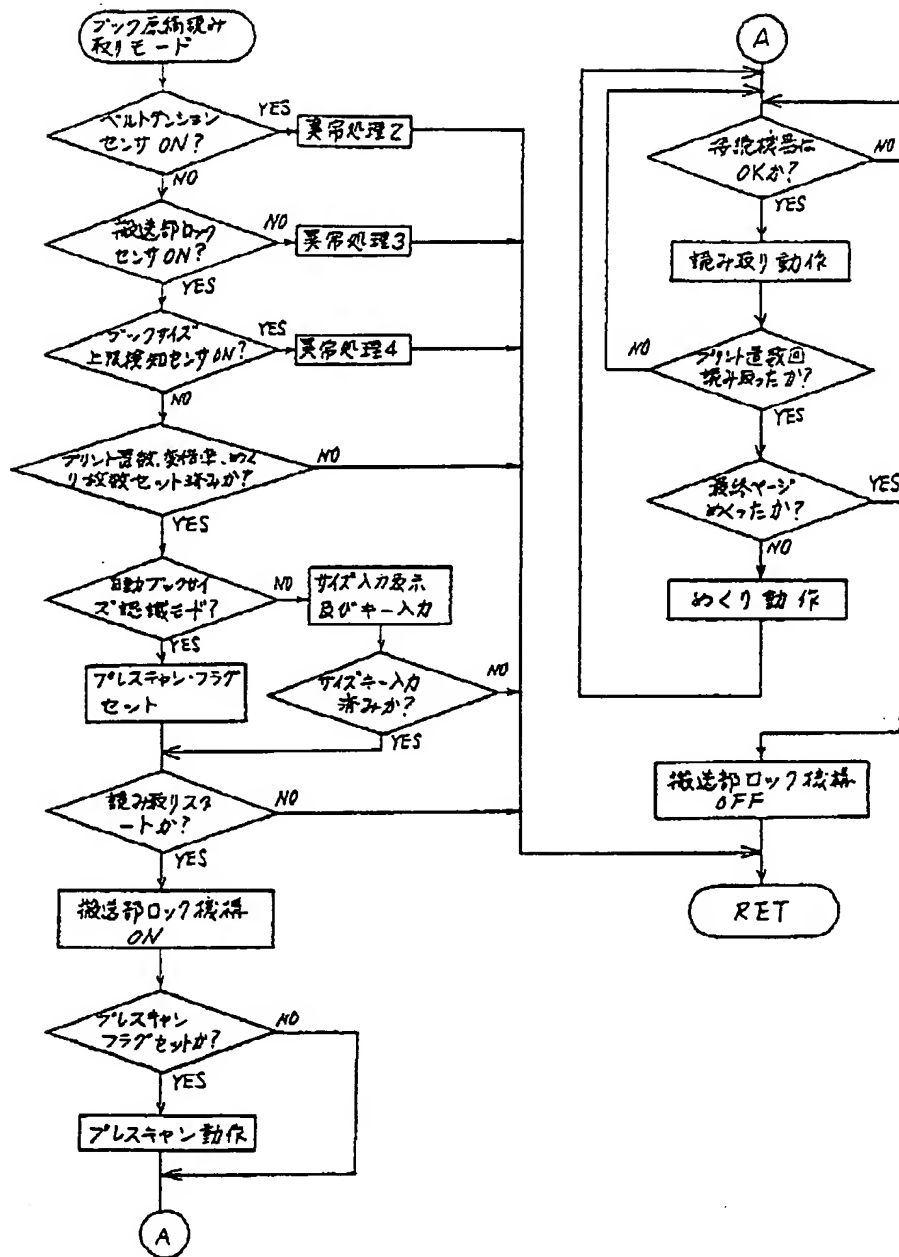 ブック原稿読み
取りモード
ベルトテンション
センサ ON?
YES
異常処理2
NO
搬送部ロック
センサON?
NO
異常処理3
YES
ブックサイズ
上限検知センサON?
YES
異常処理4
NO
プリント置数、変倍率、めく
り枚数セット済みか?
NO
YES
自動ブックサイ
ズ認識モード?
NO
サイズ入力表示
及びキー入力
YES
プレスキャン・フラグ
セット
サイズキー入力
済みか?
NO
YES
読み取りスタ
ートか?
NO
YES
搬送部ロック機構
ON
プレスキャン
フラグセットか?
NO
YES
プレスキャン動作
A
A
接続機器は
OKか?
NO
YES
読み取り動作
プリント置数回
読み取ったか?
NO
YES
最終ページ
めくったか?
YES
NO
めくり動作
搬送部ロック機構
OFF
RET